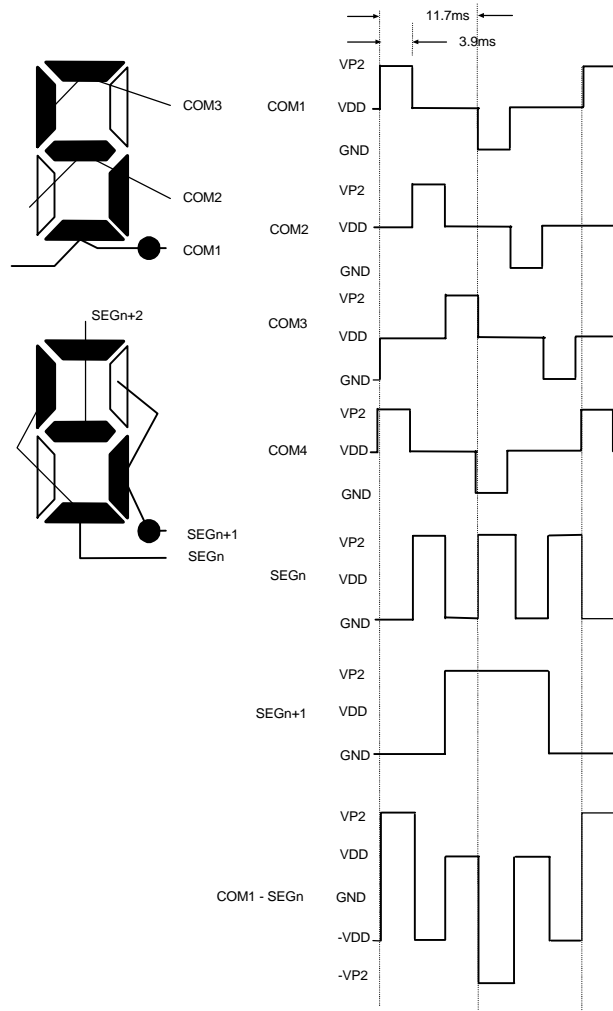 11.7ms
3.9ms
COM3
COM2
COM1
SEGn+2
SEGn+1
SEGn
COM1
VP2
VDD
GND
COM2
VP2
VDD
GND
COM3
VP2
VDD
GND
COM4
VP2
VDD
GND
SEGn
VP2
VDD
GND
SEGn+1
VP2
VDD
GND
COM1 - SEGn
VP2
VDD
GND
-VDD
-VP2